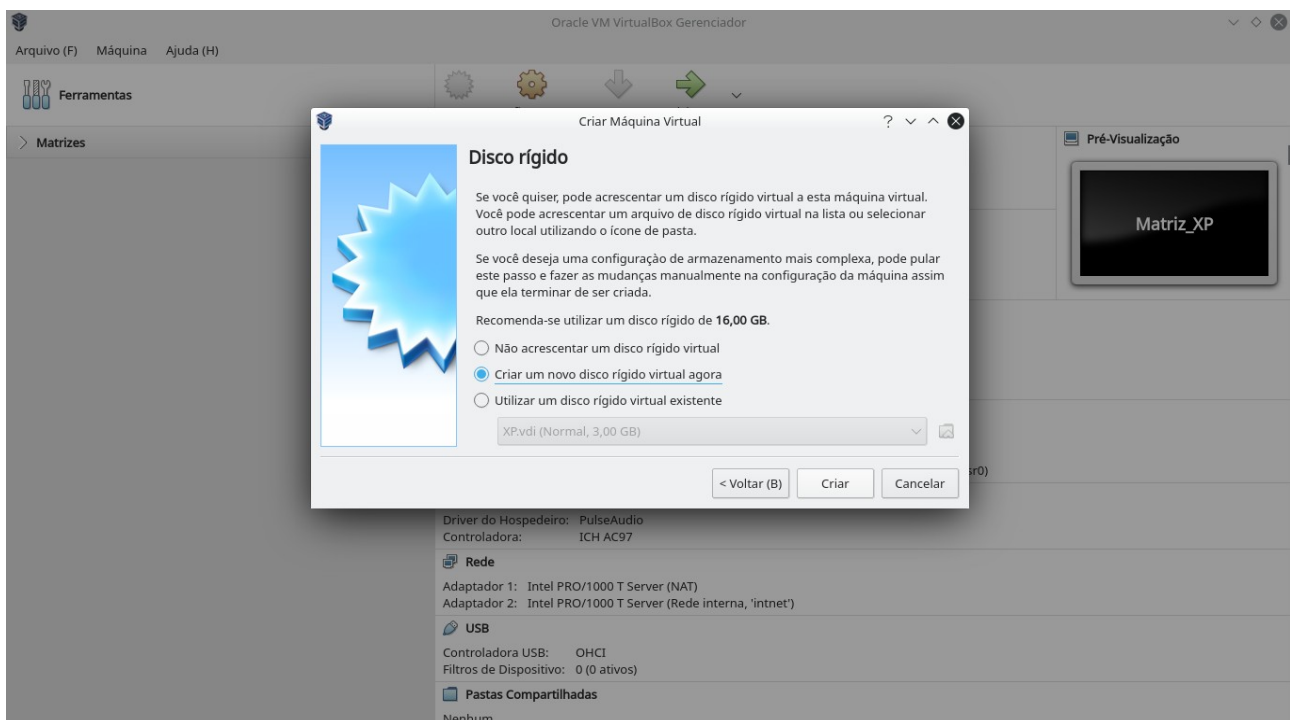 Oracle VM VirtualBox Gerenciador
Arquivo (F) Máquina Ajuda (H)
Ferramentas
Matrizes
Criar Máquina Virtual
Pré-Visualização
Matriz_XP
Disco rígido
Se você quiser, pode acrescentar um disco rígido virtual a esta máquina virtual.
Você pode acrescentar um arquivo de disco rígido virtual na lista ou selecionar
outro local utilizando o ícone de pasta.
Se você deseja uma configuraçào de armazenamento mais complexa, pode pular
este passo e fazer as mudanças manualmente na configuração da máquina assim
que ela terminar de ser criada.
Recomenda-se utilizar um disco rígido de 16,00 GB.
Não acrescentar um disco rígido virtual
Criar um novo disco rígido virtual agora
Utilizar um disco rígido virtual existente
XP.vdi (Normal, 3,00 GB)
sr0)
< Voltar (B) Criar Cancelar
Driver do Hospedeiro: PulseAudio
Controladora: ICH AC97
Rede
Adaptador 1: Intel PRO/1000 T Server (NAT)
Adaptador 2: Intel PRO/1000 T Server (Rede interna, 'intnet')
USB
Controladora USB: OHCI
Filtros de Dispositivo: 0 (0 ativos)
Pastas Compartilhadas
Nenhum